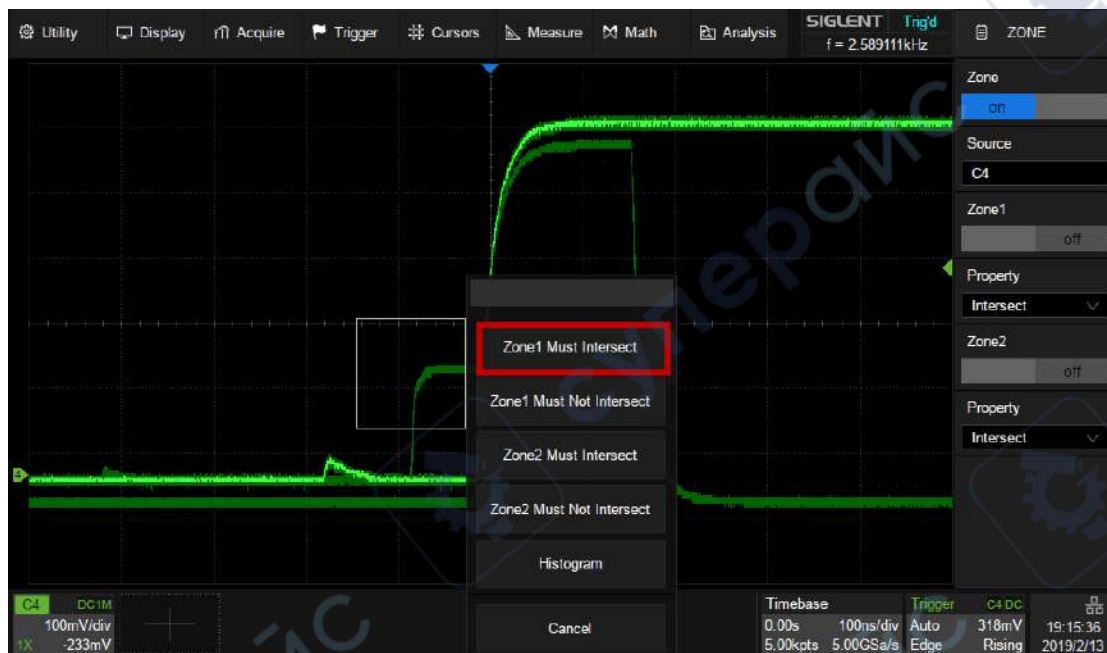 Utility Display Acquire Trigger Cursors Measure Math Analysis SIGLENT Trig'd ZONE
f = 2.589111kHz
Zone
on
Source
C4
Zone1
off
Property
Intersect
Zone2
off
Property
Intersect
Zone1 Must Intersect
Zone1 Must Not Intersect
Zone2 Must Intersect
Zone2 Must Not Intersect
Histogram
Cancel
4
C4 DC1M
100mV/div
1X -233mV
Timebase
0.00s 100ns/div
5.00kpts 5.00GSa/s
Trigger C4 DC
Auto 318mV
Edge Rising
19:15:36
2019/2/13
суперайс